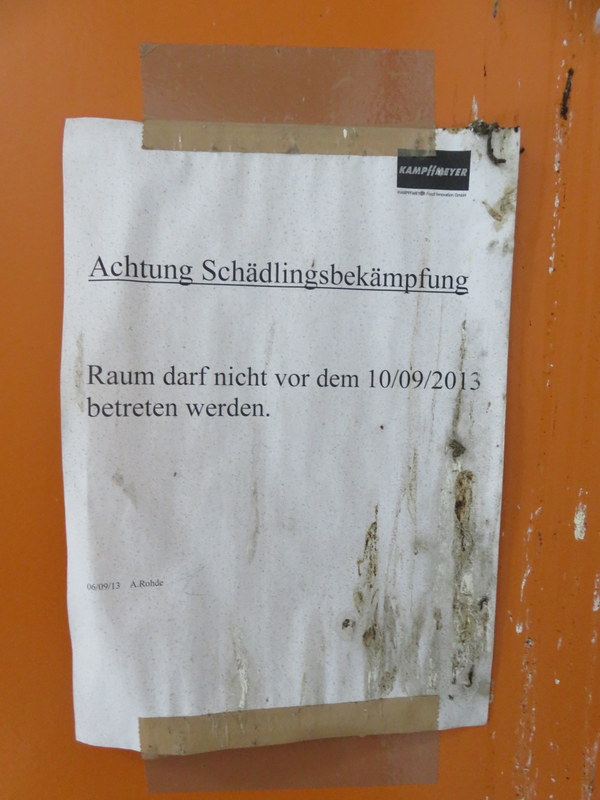 KAMPffMEYER
Achtung Schädlingsbekämpfung
Raum darf nicht vor dem 10/09/2013
betreten werden.
06/09/13 A.Rohde